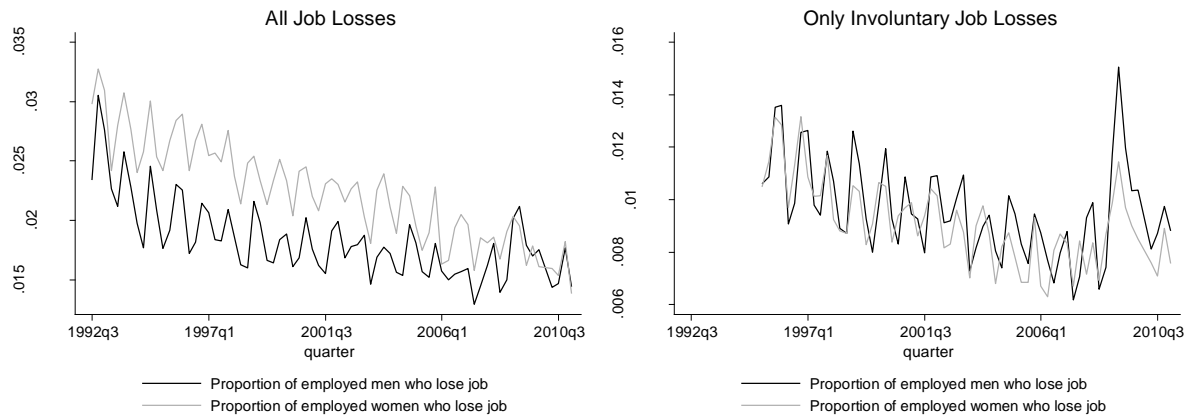 All Job Losses
.035
.03
.025
.02
.015
1992q3 1997q1 2001q3 2006q1 2010q3
quarter
Proportion of employed men who lose job
Proportion of employed women who lose job
Only Involuntary Job Losses
.016
.014
.012
.01
.008
.006
1992q3 1997q1 2001q3 2006q1 2010q3
quarter
Proportion of employed men who lose job
Proportion of employed women who lose job